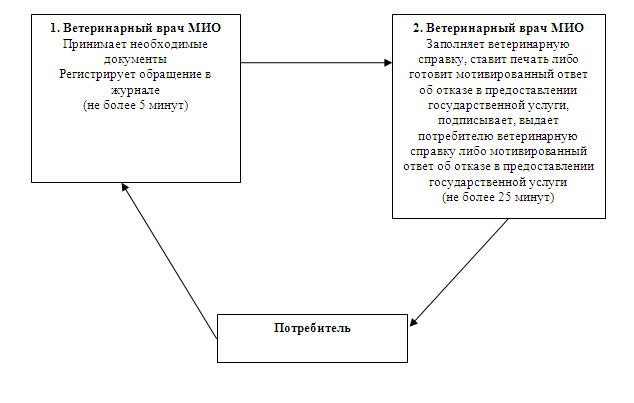 1. Ветеринарный врач МИО
Принимает необходимые
документы
Регистрирует обращение в
журнале
(не более 5 минут)
2. Ветеринарный врач МИО
Заполняет ветеринарную
справку, ставит печать либо
готовит мотивированный ответ
об отказе в предоставлении
государственной услуги,
подписывает, выдает
потребителю ветеринарную
справку либо мотивированный
ответ об отказе в предоставлении
государственной услуги
(не более 25 минут)
Потребитель